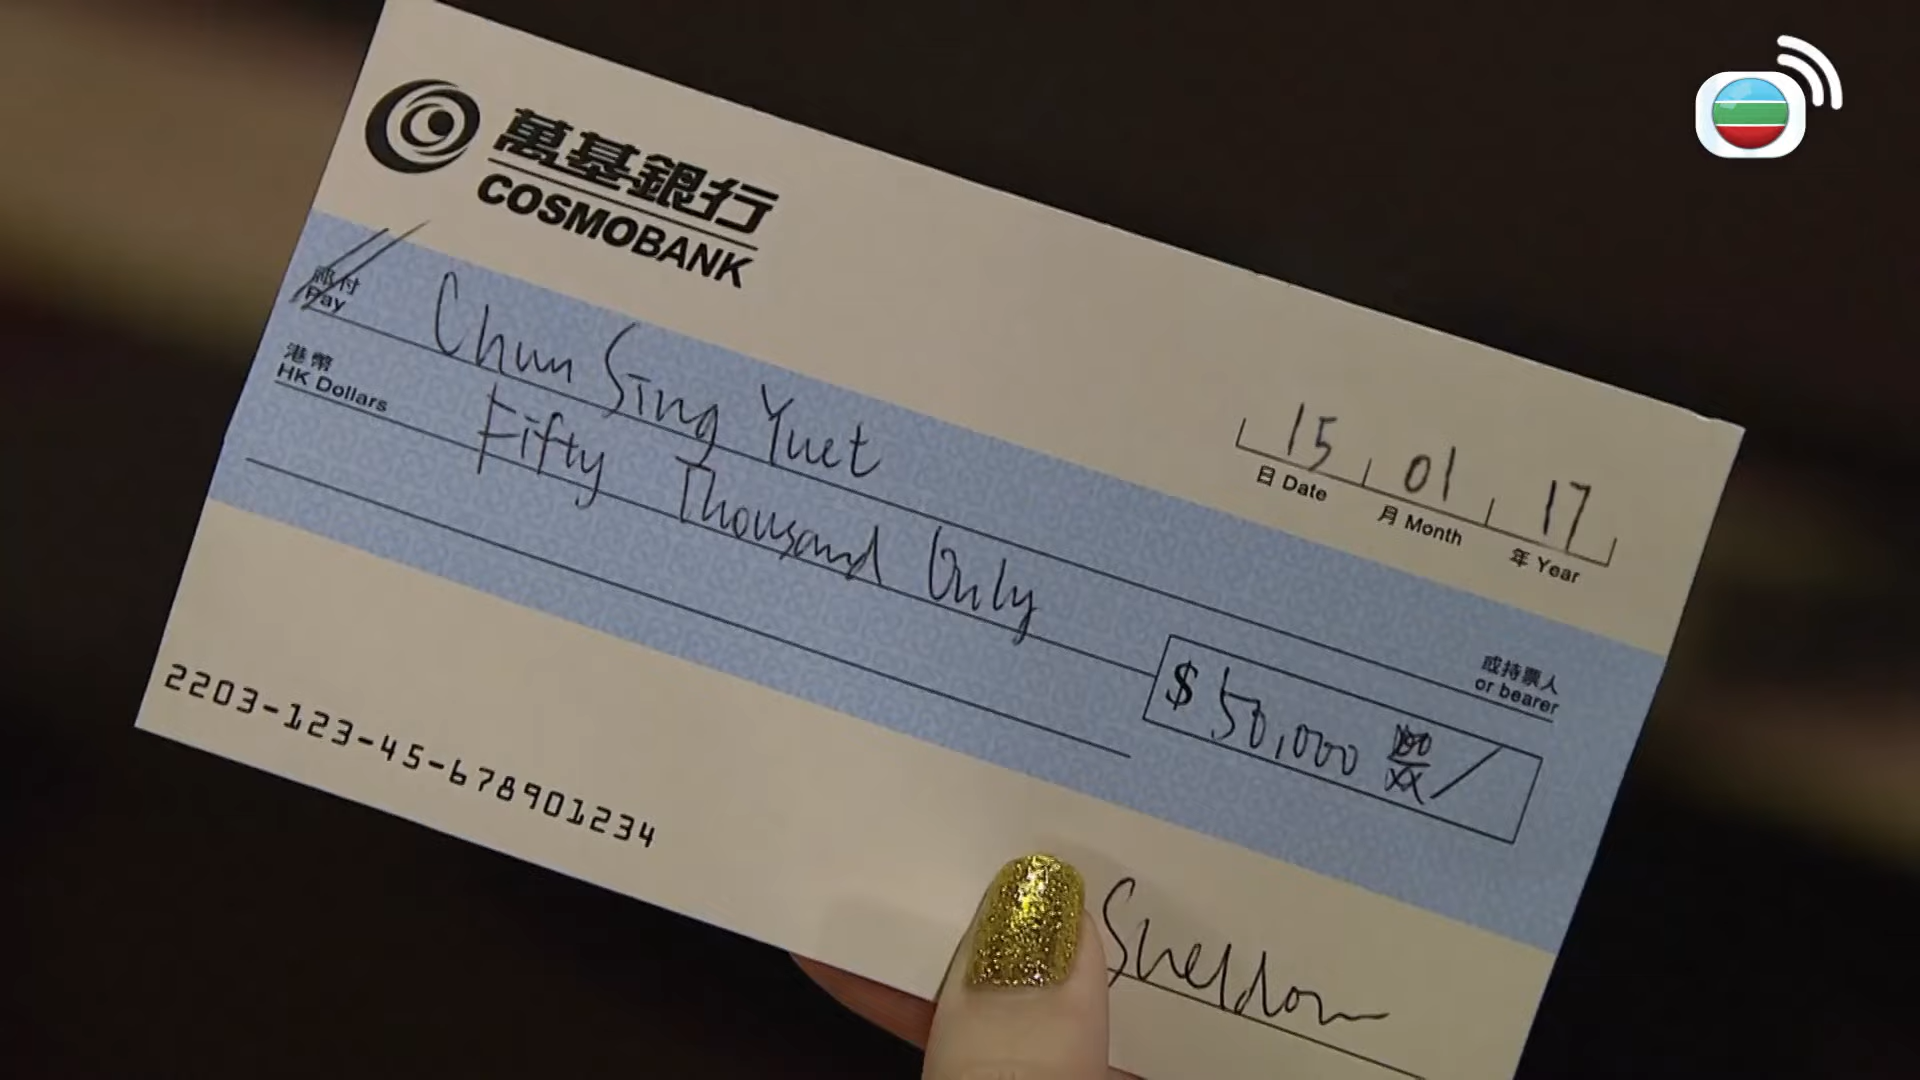 萬基銀行
COSMOBANK
15 01 17
日 Date 月 Month 年 Year
祈付
Pay
Chun Sing Yuet
或持票人
or bearer
港幣
HK Dollars
Fifty Thousand Only
$ 50,000
2203-123-45-678901234
Sheldon